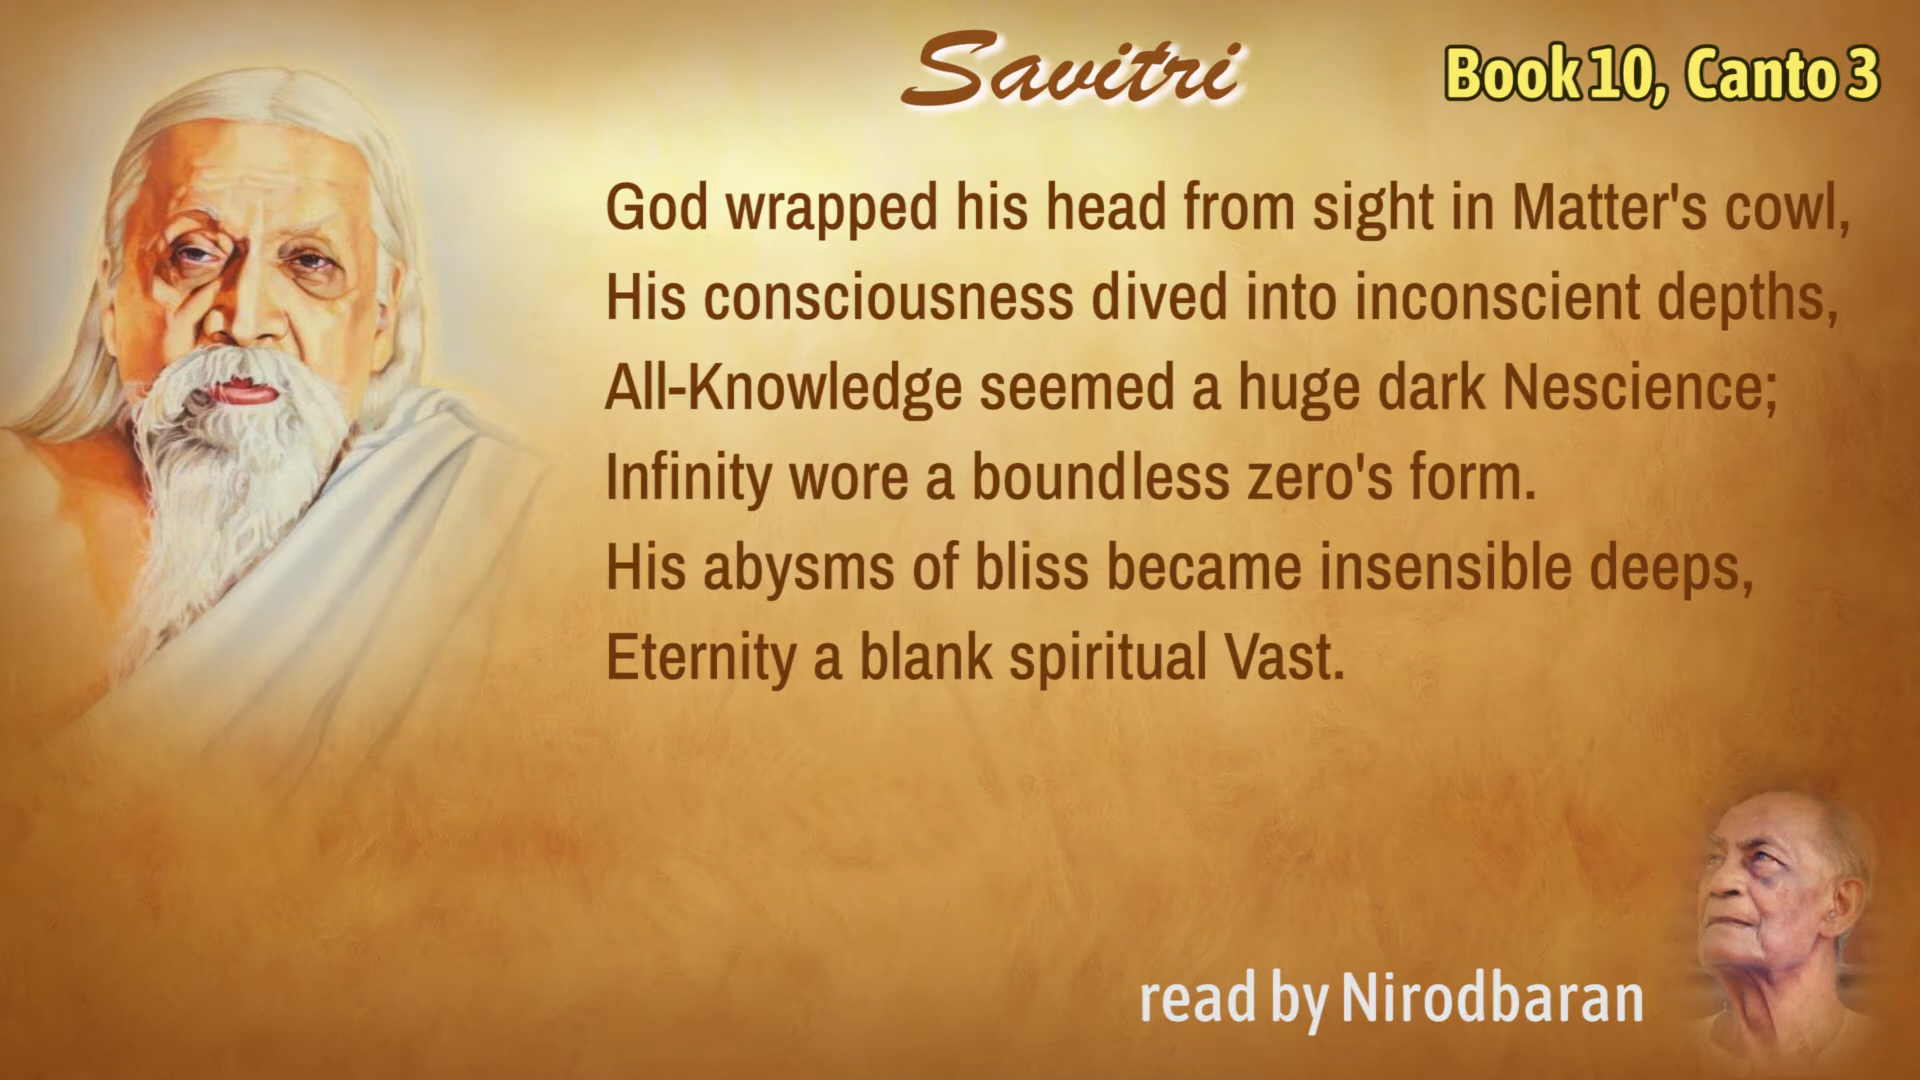 Savitri
Book 10, Canto 3
God wrapped his head from sight in Matter's cowl,
His consciousness dived into inconscient depths,
All-Knowledge seemed a huge dark Nescience;
Infinity wore a boundless zero's form.
His abysms of bliss became insensible deeps,
Eternity a blank spiritual Vast.
read by Nirodbaran